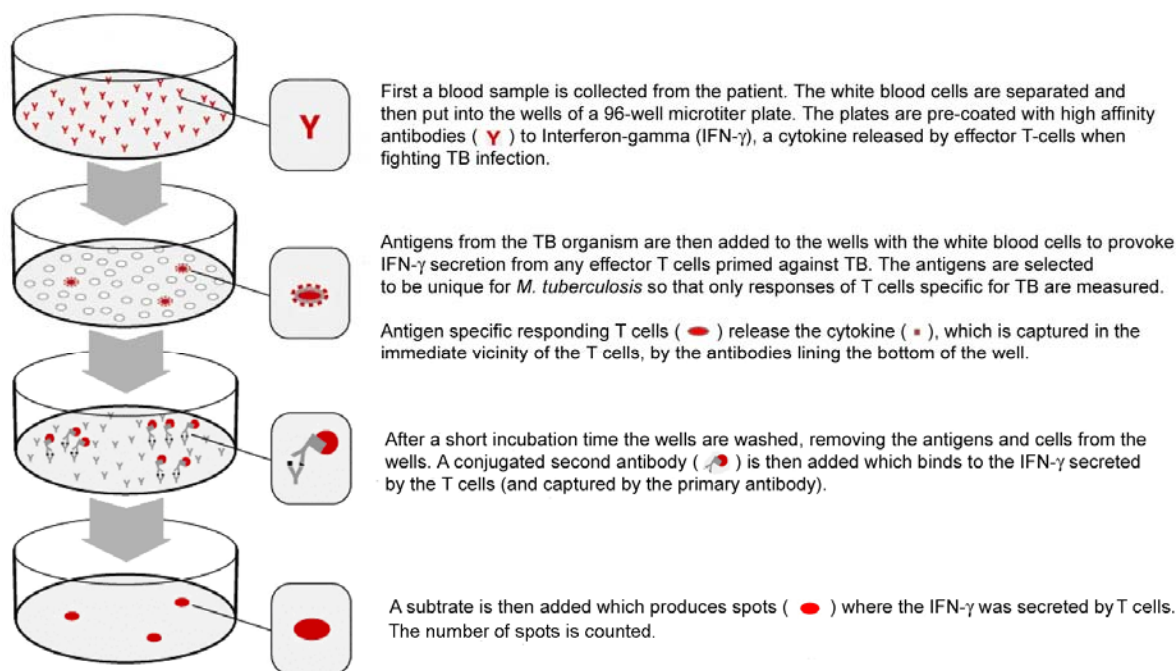 First a blood sample is collected from the patient. The white blood cells are separated and
then put into the wells of a 96-well microtiter plate. The plates are pre-coated with high affinity
antibodies ( Y ) to Interferon-gamma (IFN-γ), a cytokine released by effector T-cells when
fighting TB infection.
Y
Antigens from the TB organism are then added to the wells with the white blood cells to provoke
IFN-γ secretion from any effector T cells primed against TB. The antigens are selected
to be unique for M. tuberculosis so that only responses of T cells specific for TB are measured.
Antigen specific responding T cells ( ) release the cytokine ( ), which is captured in the
immediate vicinity of the T cells, by the antibodies lining the bottom of the well.
After a short incubation time the wells are washed, removing the antigens and cells from the
wells. A conjugated second antibody ( ) is then added which binds to the IFN-γ secreted
by the T cells (and captured by the primary antibody).
A subtrate is then added which produces spots ( ) where the IFN-γ was secreted by T cells.
The number of spots is counted.